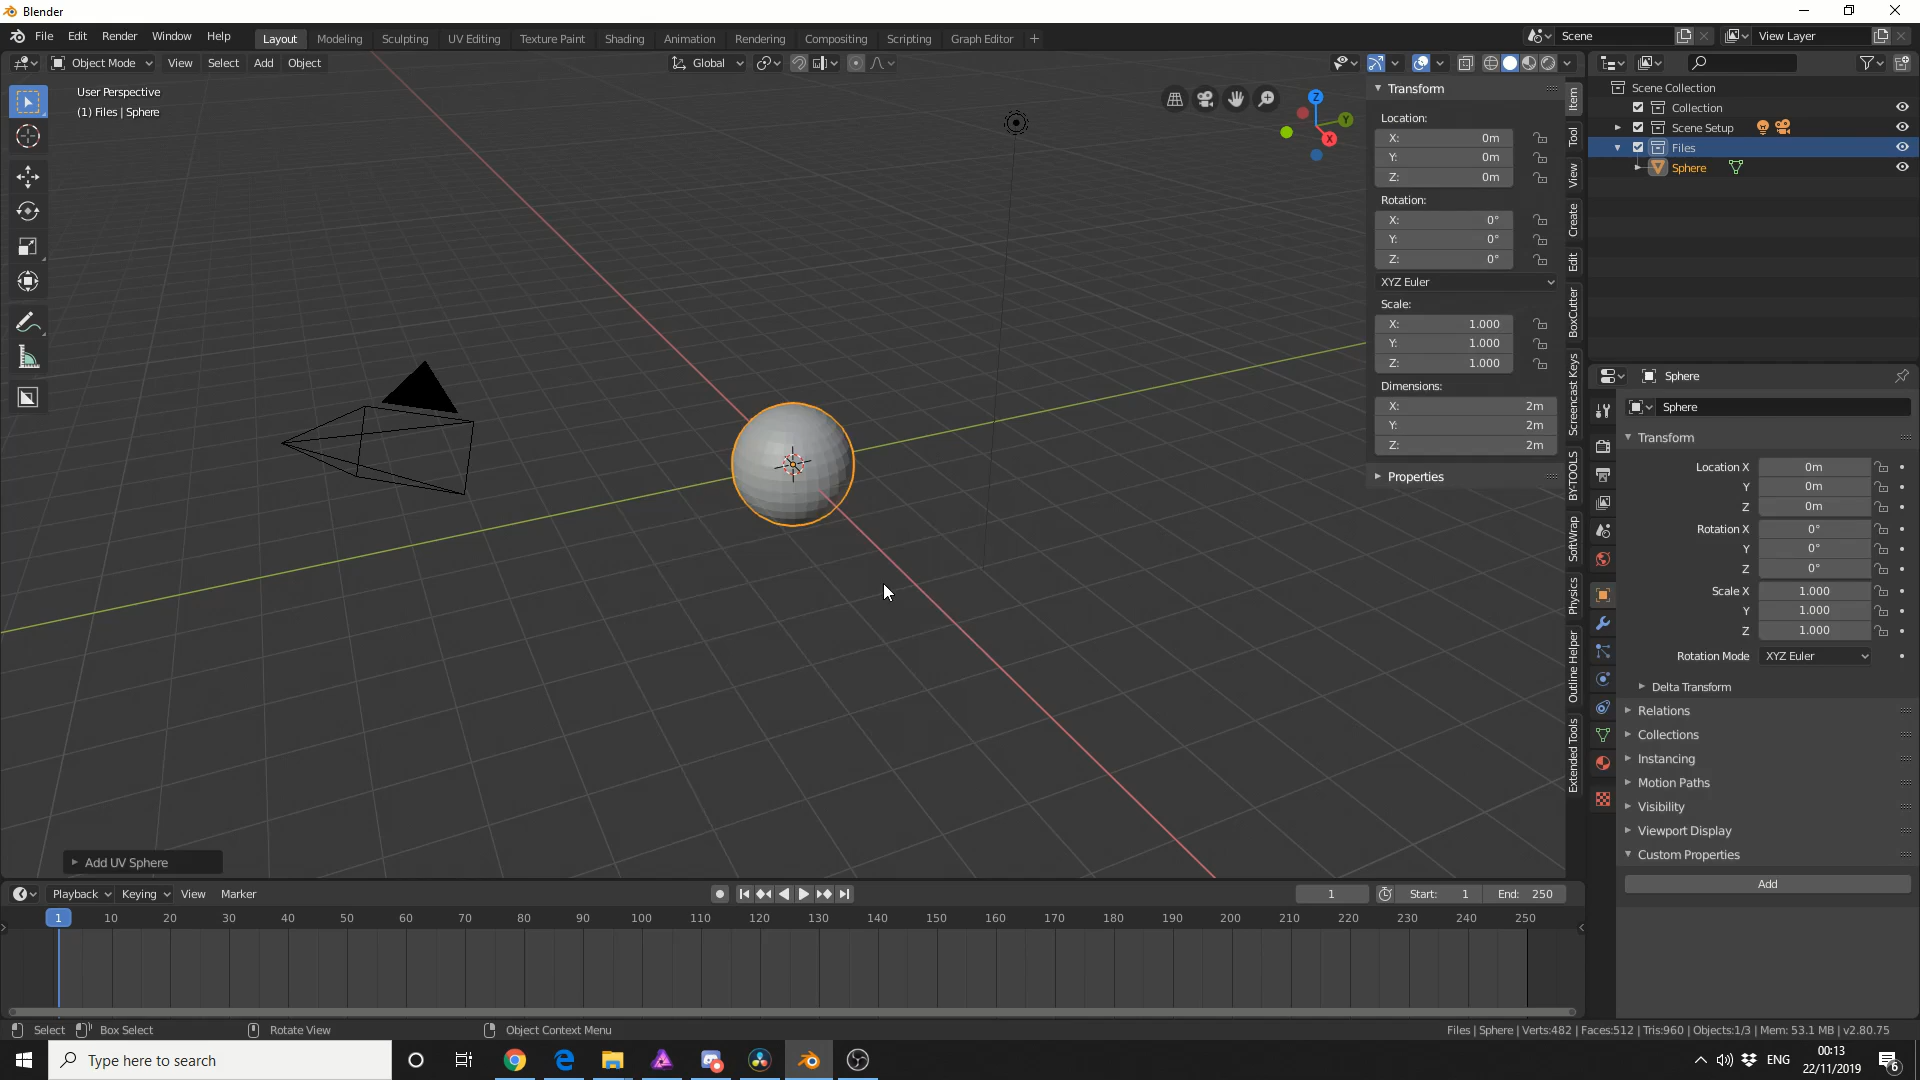 Blender
File Edit Render Window Help
Layout Modeling Sculpting UV Editing Texture Paint Shading Animation Rendering Compositing Scripting Graph Editor +
Scene
View Layer
Object Mode View Select Add Object
Global
User Perspective
(1) Files | Sphere
Z
Y
X
Transform
Location:
X: 0m
Y: 0m
Z: 0m
Rotation:
X: 0°
Y: 0°
Z: 0°
XYZ Euler
Scale:
X: 1.000
Y: 1.000
Z: 1.000
Dimensions:
X: 2m
Y: 2m
Z: 2m
Properties
Item
Tool
View
Create
Edit
BoxCutter
Screencast Keys
BY-TOOLS
SoftWrap
Physics
Outline Helper
Extended Tools
Scene Collection
Collection
Scene Setup
Files
Sphere
Sphere
Sphere
Transform
Location X 0m
Y 0m
Z 0m
Rotation X 0°
Y 0°
Z 0°
Scale X 1.000
Y 1.000
Z 1.000
Rotation Mode XYZ Euler
Delta Transform
Relations
Collections
Instancing
Motion Paths
Visibility
Viewport Display
Custom Properties
Add
Add UV Sphere
Playback Keying View Marker
1 Start: 1 End: 250
1 10 20 30 40 50 60 70 80 90 100 110 120 130 140 150 160 170 180 190 200 210 220 230 240 250
Select Box Select Rotate View Object Context Menu
Files | Sphere | Verts:482 | Faces:512 | Tris:960 | Objects:1/3 | Mem: 53.1 MB | v2.80.75
Type here to search
ENG
00:13
22/11/2019
6